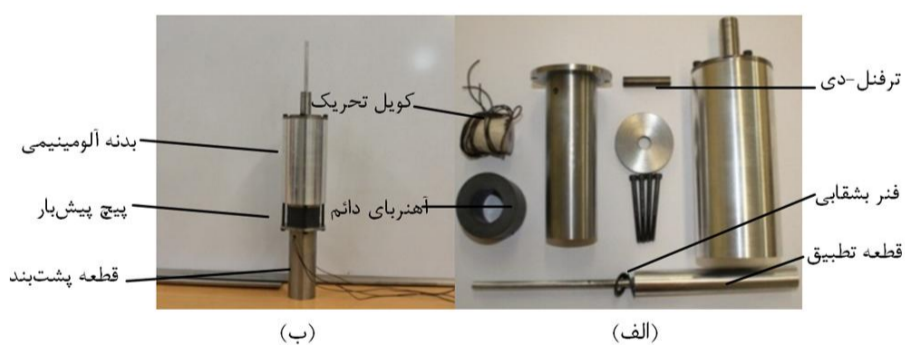 ترفنل-دی
کویل تحریک
بدنه آلومینیمی
فنر بشقابی
آهنربای دائم
پیچ پیش‌بار
قطعه تطبیق
قطعه پشت‌بند
(الف)
(ب)